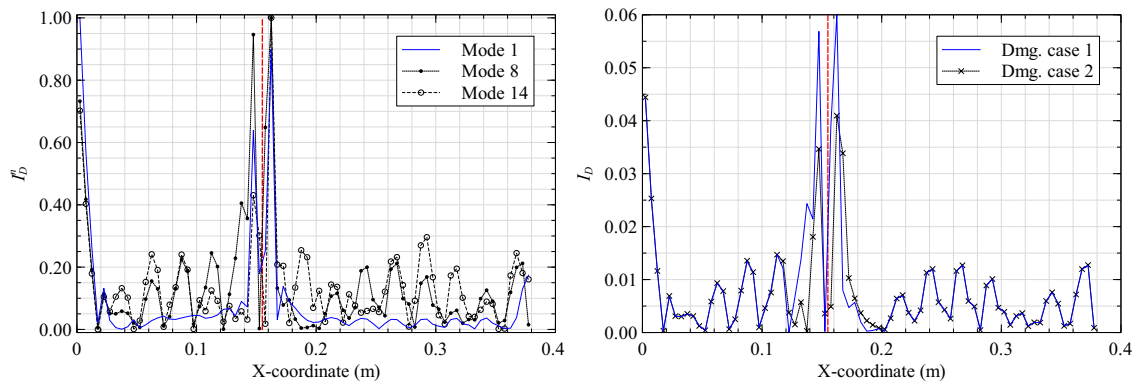 1.00
0.80
0.60
0.40
0.20
0.00
0
0.1
0.2
0.3
0.4
X-coordinate (m)
I_D^n
Mode 1
Mode 8
Mode 14
0.06
0.05
0.04
0.03
0.02
0.01
0.00
0
0.1
0.2
0.3
0.4
X-coordinate (m)
I_D
Dmg. case 1
Dmg. case 2